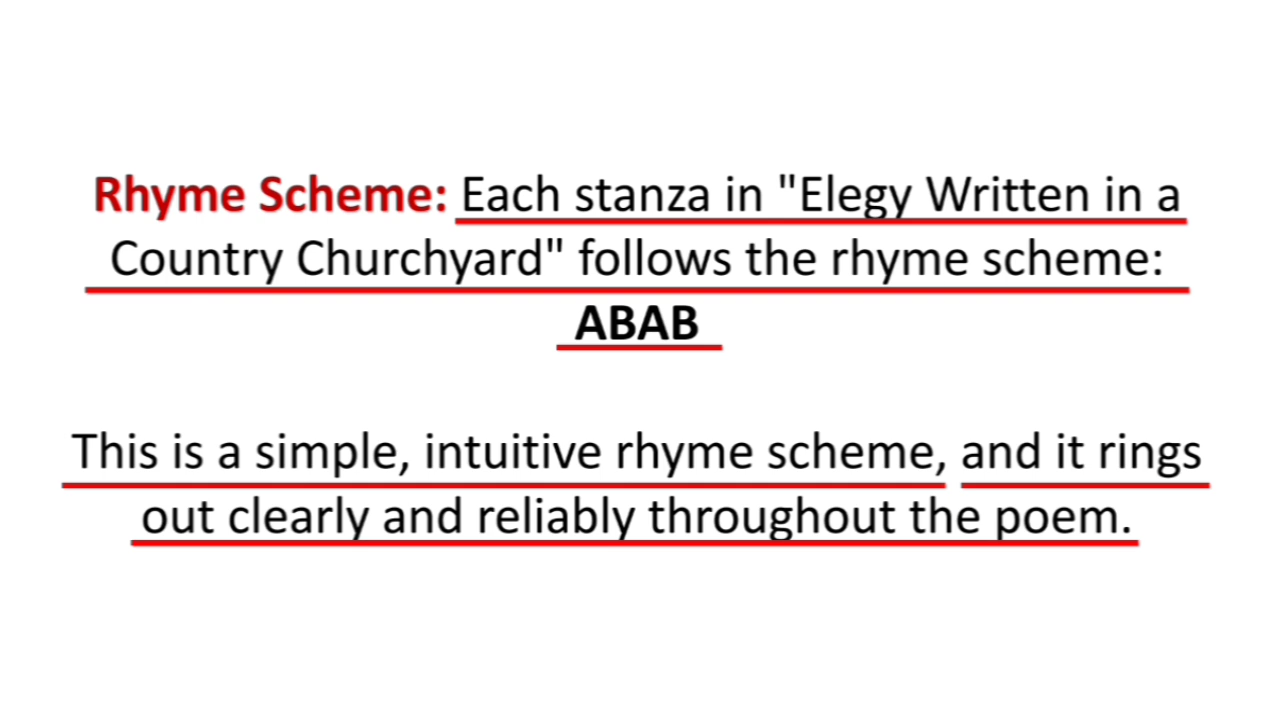 Rhyme Scheme: Each stanza in "Elegy Written in a
Country Churchyard" follows the rhyme scheme:
ABAB
This is a simple, intuitive rhyme scheme, and it rings
out clearly and reliably throughout the poem.